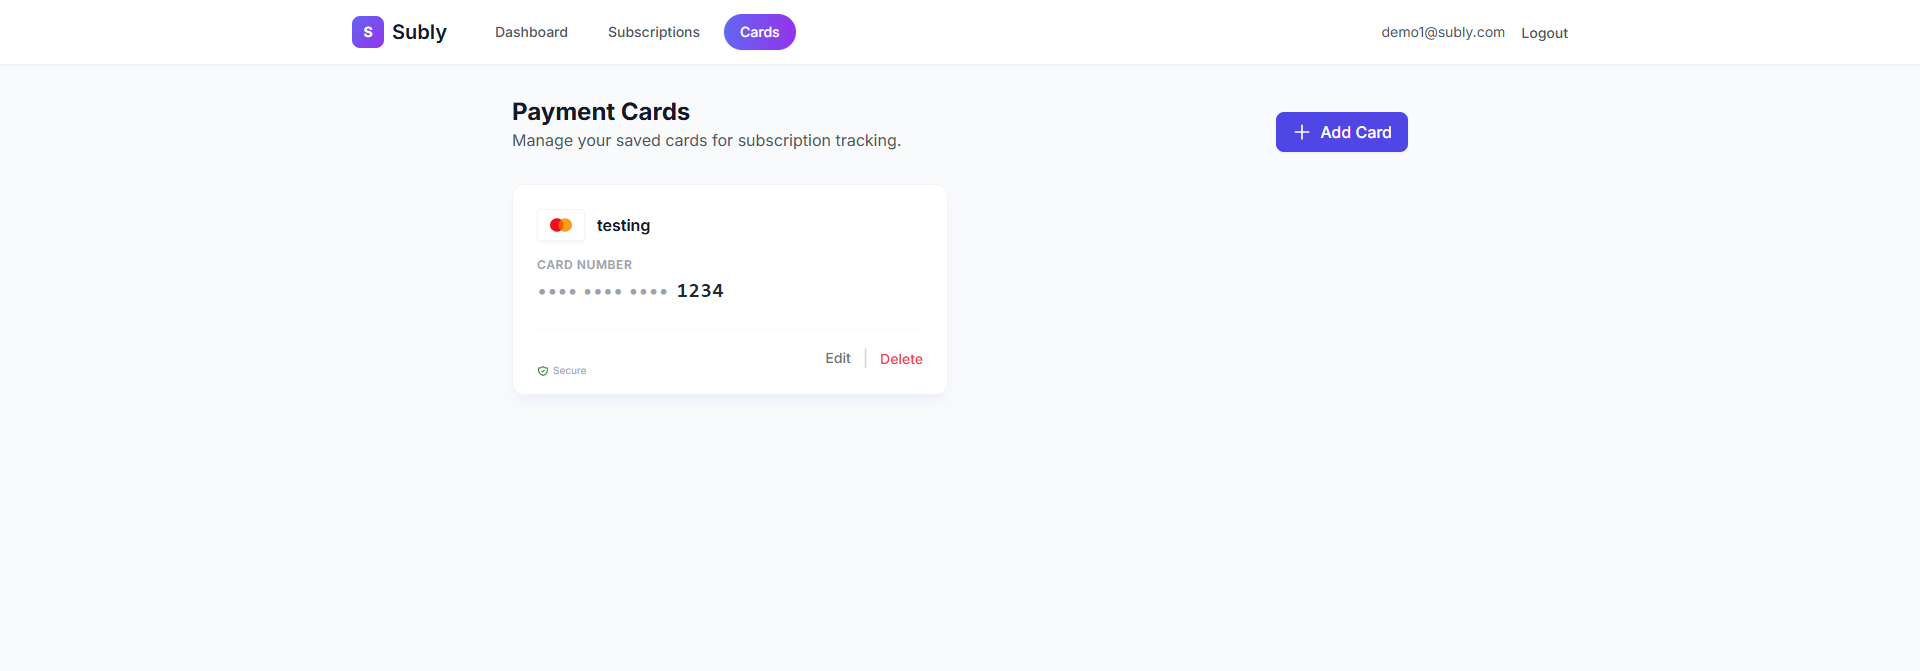 S Subly Dashboard Subscriptions Cards demo1@subly.com Logout
Payment Cards
Manage your saved cards for subscription tracking.
+ Add Card
testing
CARD NUMBER
•••• •••• •••• 1234
Edit | Delete
Secure